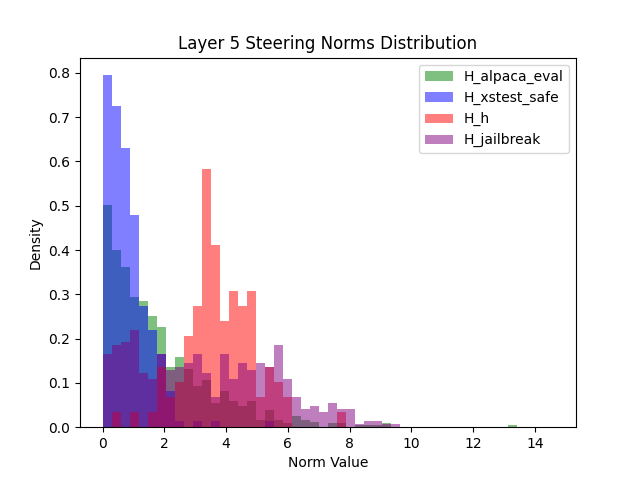 Layer 5 Steering Norms Distribution
H_alpaca_eval
H_xstest_safe
H_h
H_jailbreak
0.8
0.7
0.6
0.5
0.4
0.3
0.2
0.1
0.0
Density
0 2 4 6 8 10 12 14
Norm Value